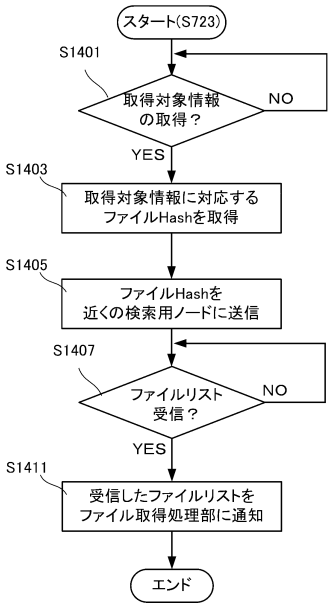 スタート(S723)
S1401
取得対象情報
の取得？
NO
YES
S1403
取得対象情報に対応する
ファイルHashを取得
S1405
ファイルHashを
近くの検索用ノードに送信
S1407
ファイルリスト
受信？
NO
YES
S1411
受信したファイルリストを
ファイル取得処理部に通知
エンド